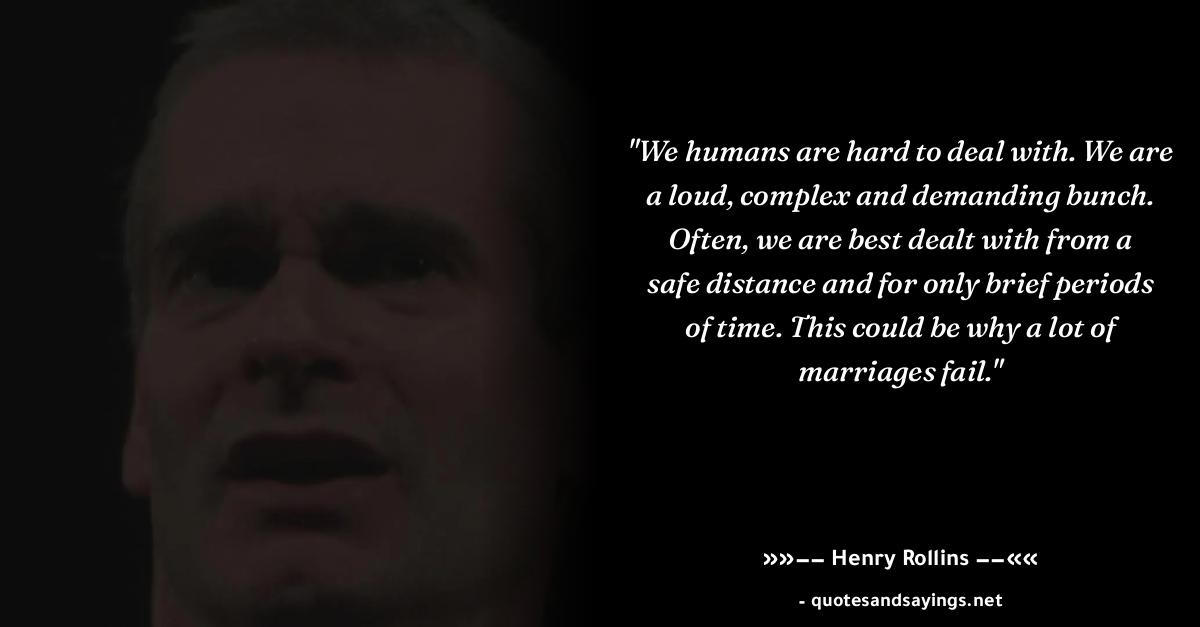 "We humans are hard to deal with. We are
a loud, complex and demanding bunch.
Often, we are best dealt with from a
safe distance and for only brief periods
of time. This could be why a lot of
marriages fail."
»»–– Henry Rollins ––««
- quotesandsayings.net